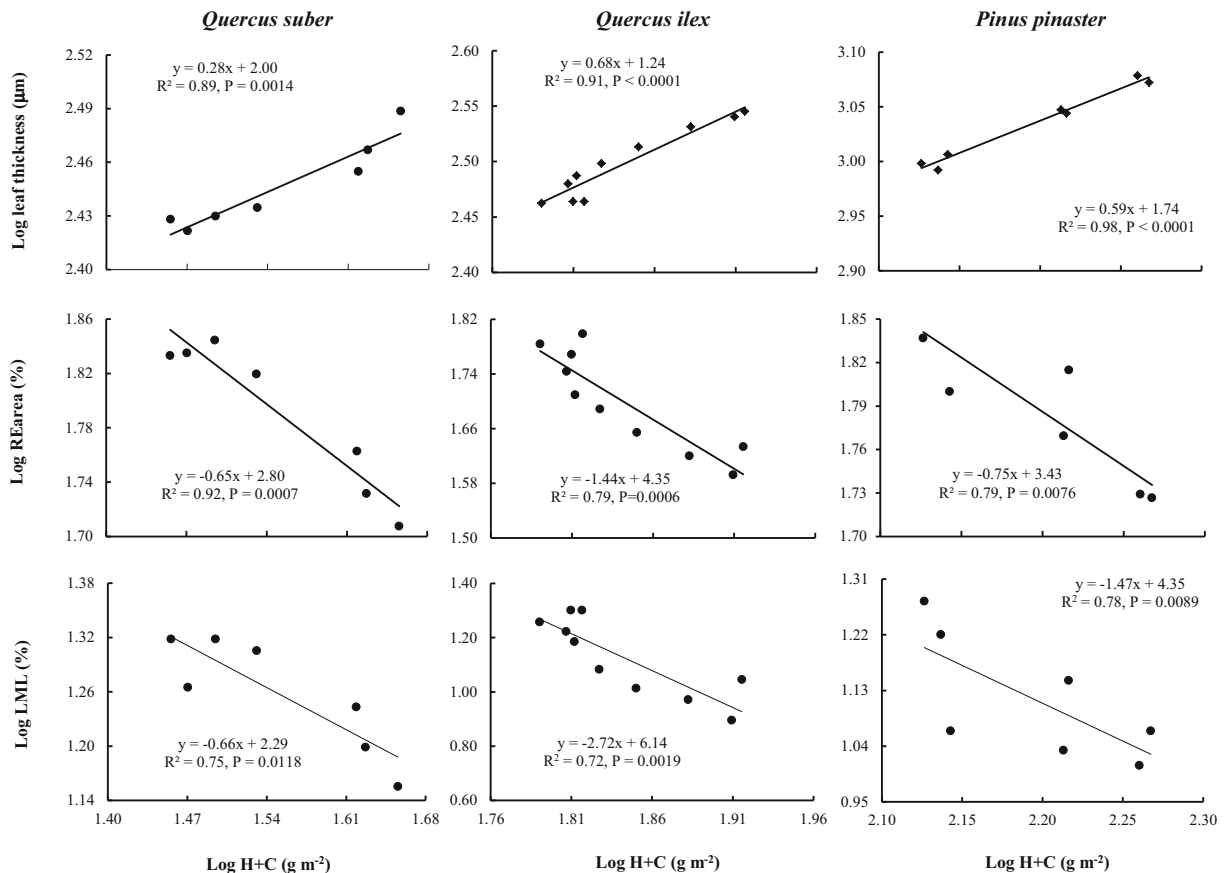 Quercus suber
Quercus ilex
Pinus pinaster
Log leaf thickness (µm)
2.52
2.49
2.46
2.43
2.40
y = 0.28x + 2.00
R² = 0.89, P = 0.0014
2.60
2.55
2.50
2.45
2.40
y = 0.68x + 1.24
R² = 0.91, P < 0.0001
3.10
3.05
3.00
2.95
2.90
y = 0.59x + 1.74
R² = 0.98, P < 0.0001
Log REarea (%)
1.86
1.82
1.78
1.74
1.70
y = -0.65x + 2.80
R² = 0.92, P = 0.0007
1.82
1.74
1.66
1.58
1.50
y = -1.44x + 4.35
R² = 0.79, P=0.0006
1.85
1.82
1.79
1.76
1.73
1.70
y = -0.75x + 3.43
R² = 0.79, P = 0.0076
Log LML (%)
1.38
1.32
1.26
1.20
1.14
y = -0.66x + 2.29
R² = 0.75, P = 0.0118
1.40 1.47 1.54 1.61 1.68
Log H+C (g m⁻²)
1.40
1.20
1.00
0.80
0.60
y = -2.72x + 6.14
R² = 0.72, P = 0.0019
1.76 1.81 1.86 1.91 1.96
Log H+C (g m⁻²)
1.31
1.22
1.13
1.04
0.95
y = -1.47x + 4.35
R² = 0.78, P = 0.0089
2.10 2.15 2.20 2.25 2.30
Log H+C (g m⁻²)